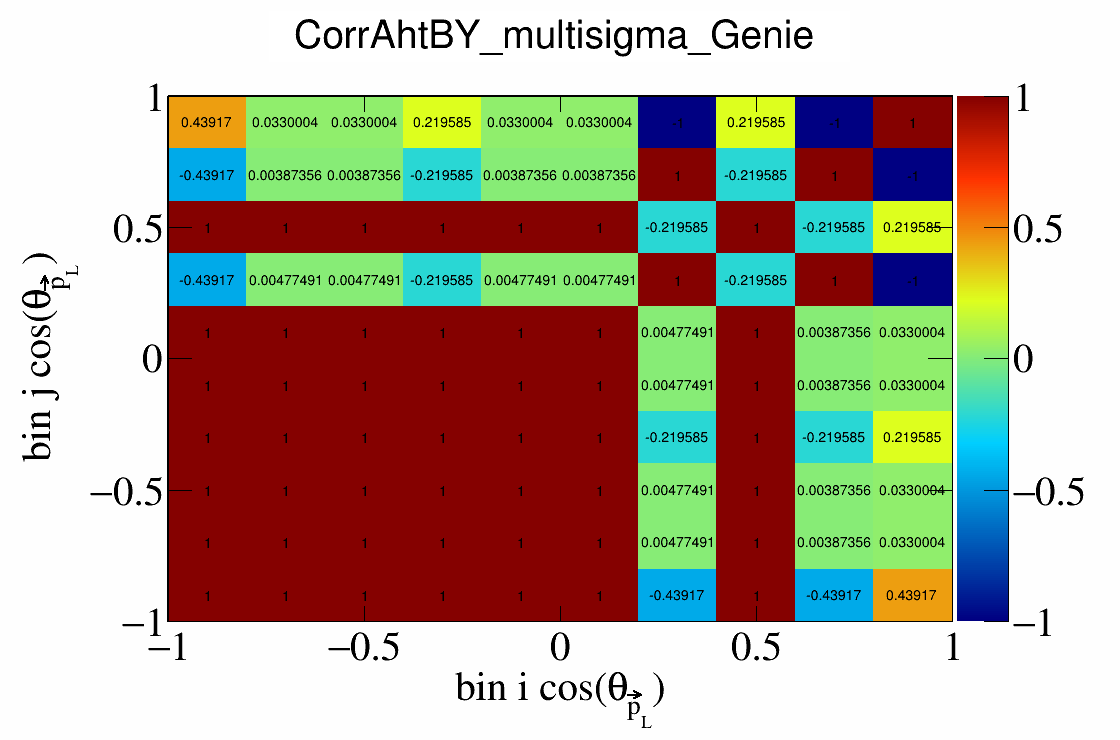 CorrAhtBY_multisigma_Genie
1
0.43917 0.0330004 0.0330004 0.219585 0.0330004 0.0330004 -1 0.219585 -1 1
1
-0.43917 0.00387356 0.00387356 -0.219585 0.00387356 0.00387356 1 -0.219585 1 -1
0.5
1 1 1 1 1 1 -0.219585 1 -0.219585 0.219585
0.5
-0.43917 0.00477491 0.00477491 -0.219585 0.00477491 0.00477491 1 -0.219585 1 -1
1 1 1 1 1 1 0.00477491 1 0.00387356 0.0330004
0
0
1 1 1 1 1 1 0.00477491 1 0.00387356 0.0330004
1 1 1 1 1 1 -0.219585 1 -0.219585 0.219585
−0.5
1 1 1 1 1 1 0.00477491 1 0.00387356 0.0330004
−0.5
1 1 1 1 1 1 0.00477491 1 0.00387356 0.0330004
1 1 1 1 1 1 -0.43917 1 -0.43917 0.43917
−1
−1
−1 −0.5 0 0.5 1
bin i cos(θ_p⃗_L)
bin j cos(θ_p⃗_L)